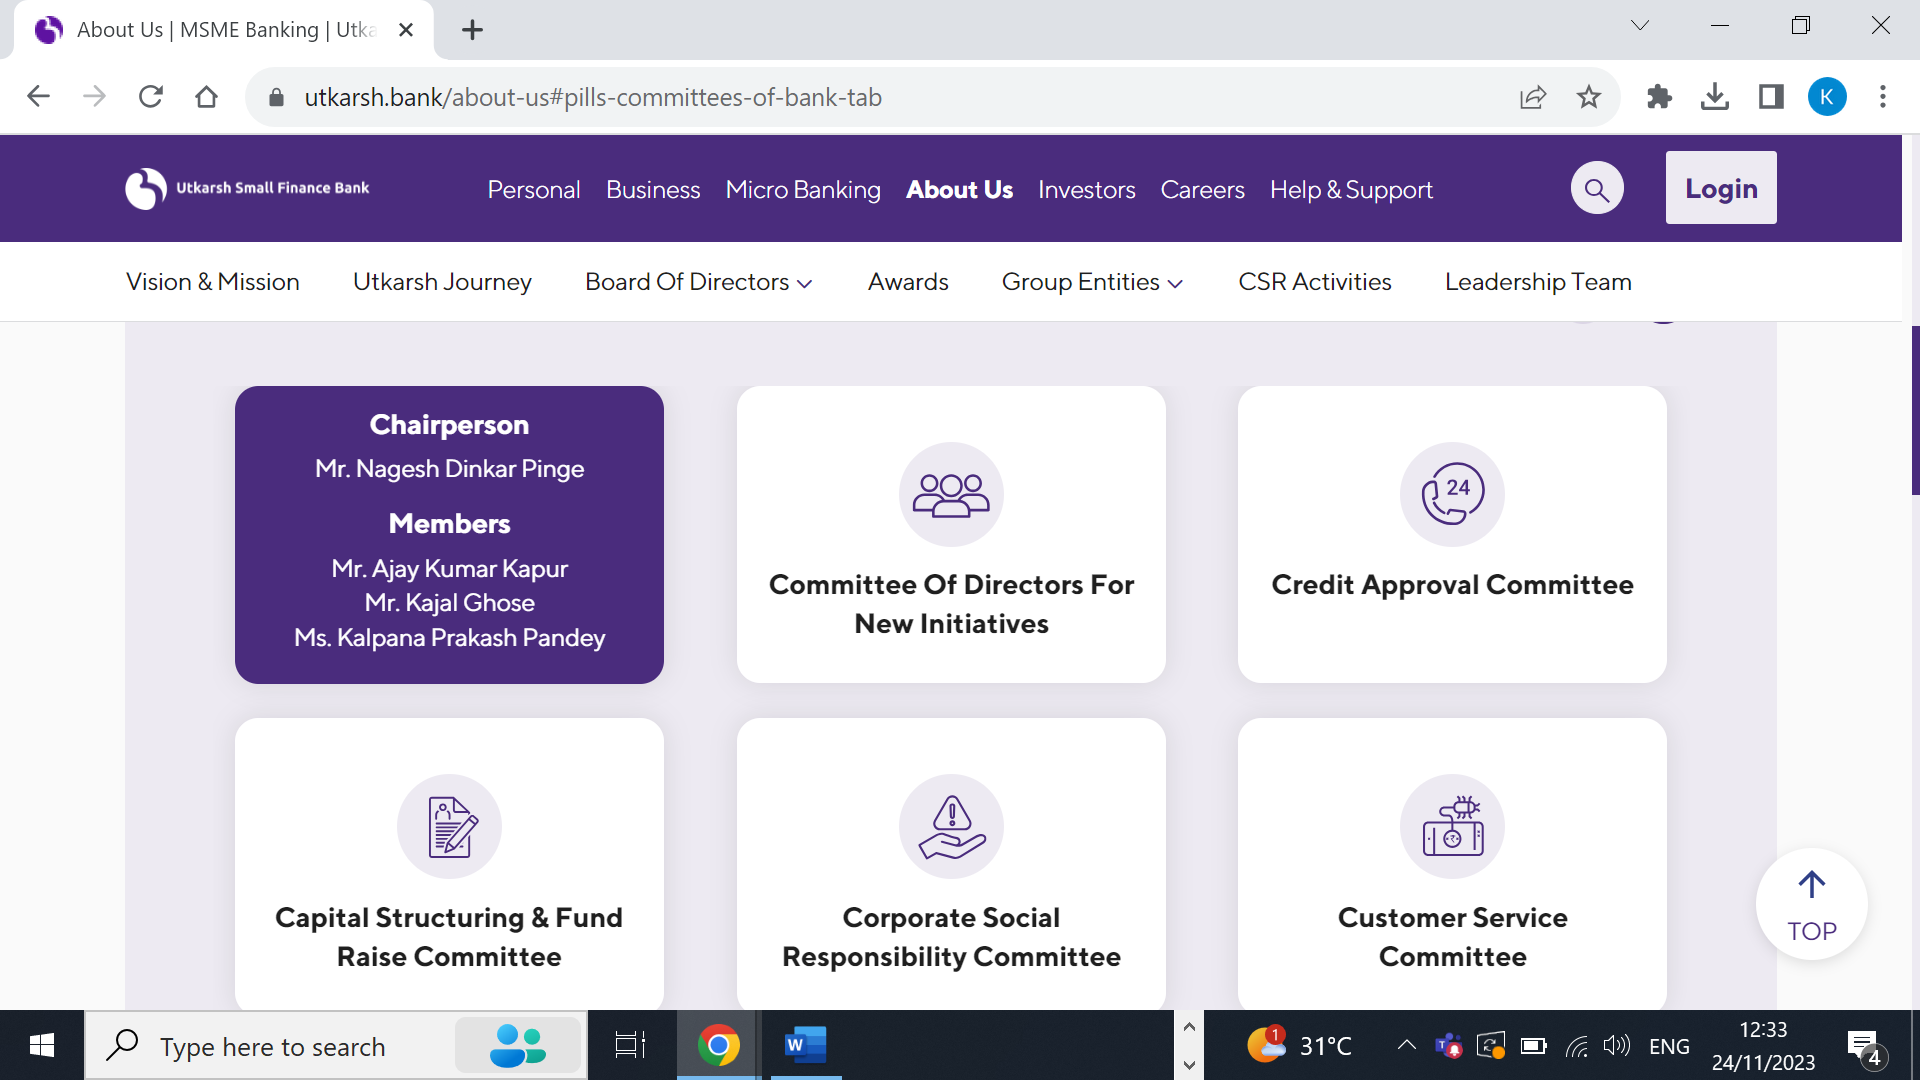 About Us | MSME Banking | Utka
utkarsh.bank/about-us#pills-committees-of-bank-tab
K
Utkarsh Small Finance Bank
Personal Business Micro Banking About Us Investors Careers Help & Support
Login
Vision & Mission Utkarsh Journey Board Of Directors Awards Group Entities CSR Activities Leadership Team
Chairperson
Mr. Nagesh Dinkar Pinge
Members
Mr. Ajay Kumar Kapur
Mr. Kajal Ghose
Ms. Kalpana Prakash Pandey
Committee Of Directors For
New Initiatives
24
Credit Approval Committee
Capital Structuring & Fund
Raise Committee
Corporate Social
Responsibility Committee
₹
Customer Service
Committee
TOP
Type here to search
W
1
31°C
T
ENG
12:33
24/11/2023
4